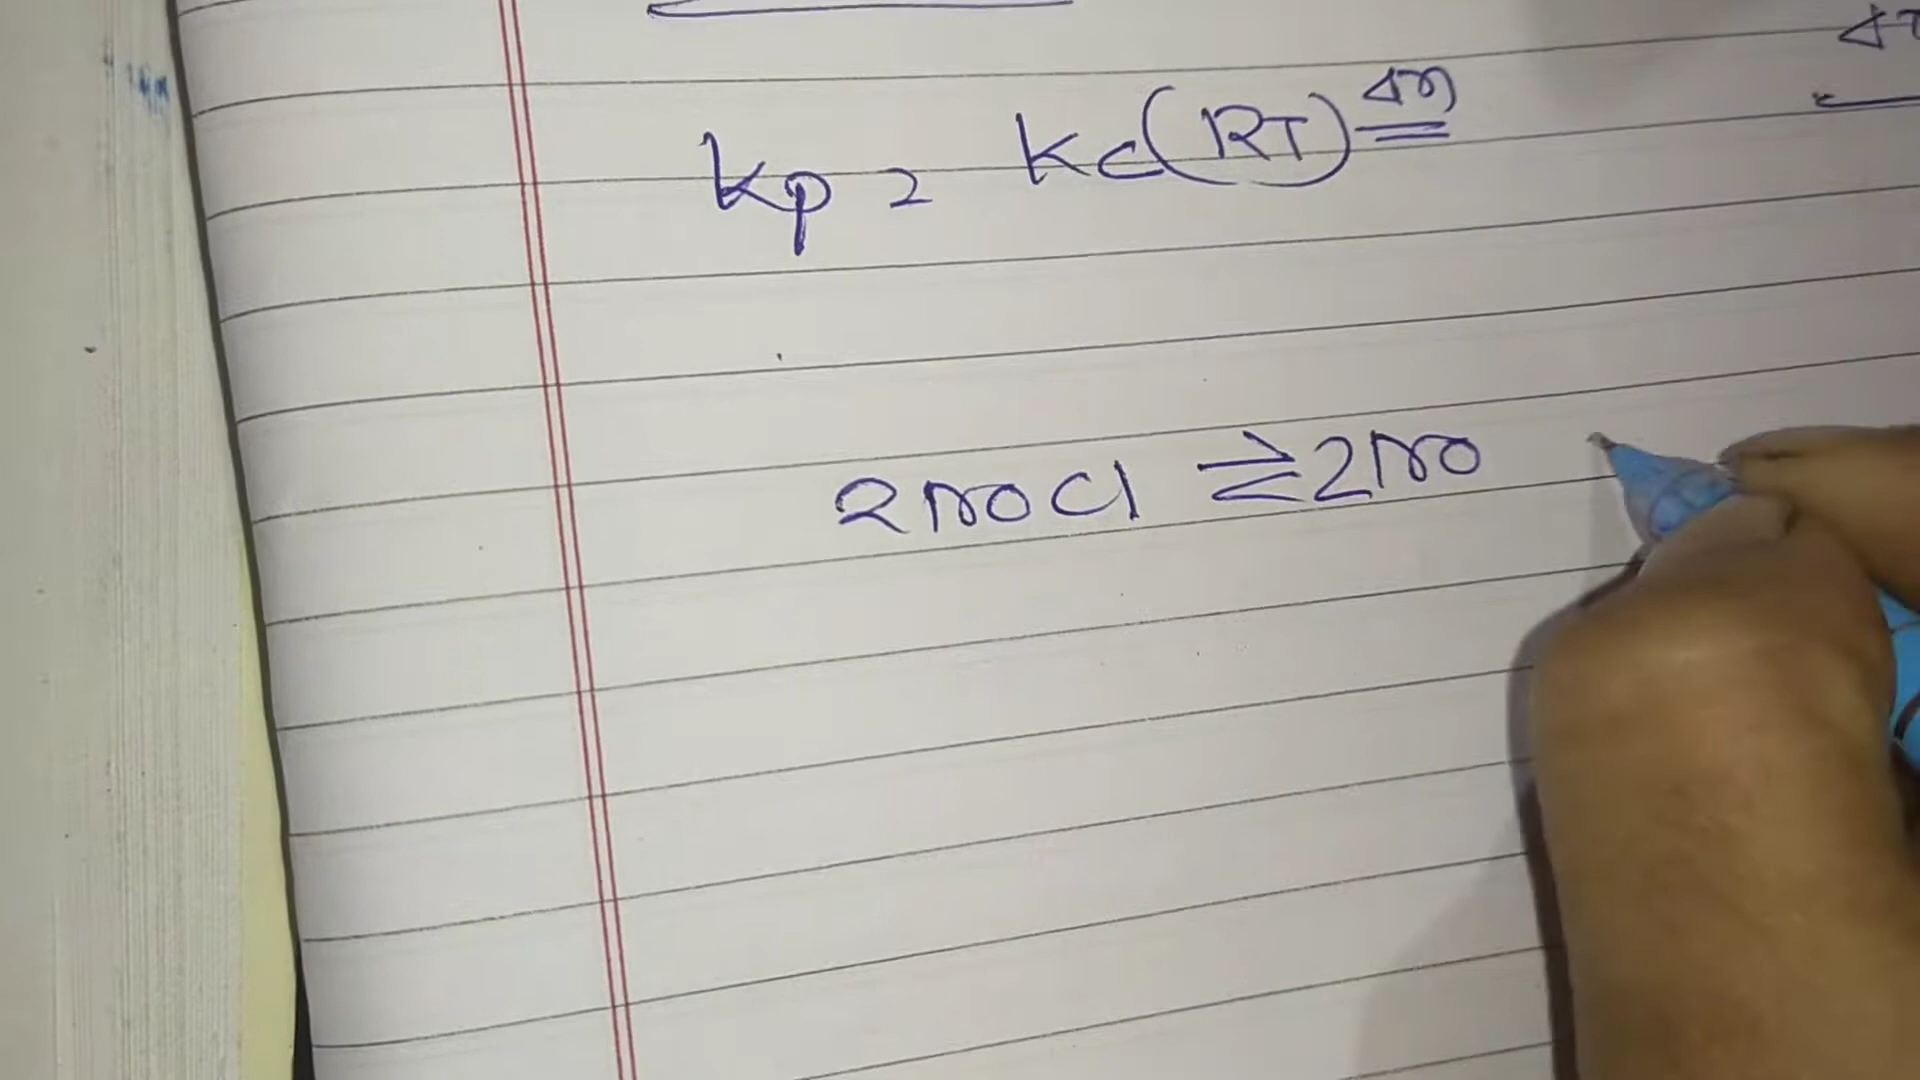 Kp = Kc(RT)^Δn
2NOCl ⇌ 2NO